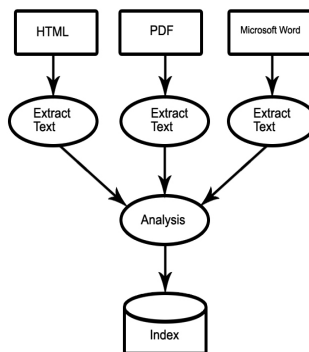 HTML
PDF
Microsoft Word
Extract
Text
Extract
Text
Extract
Text
Analysis
Index